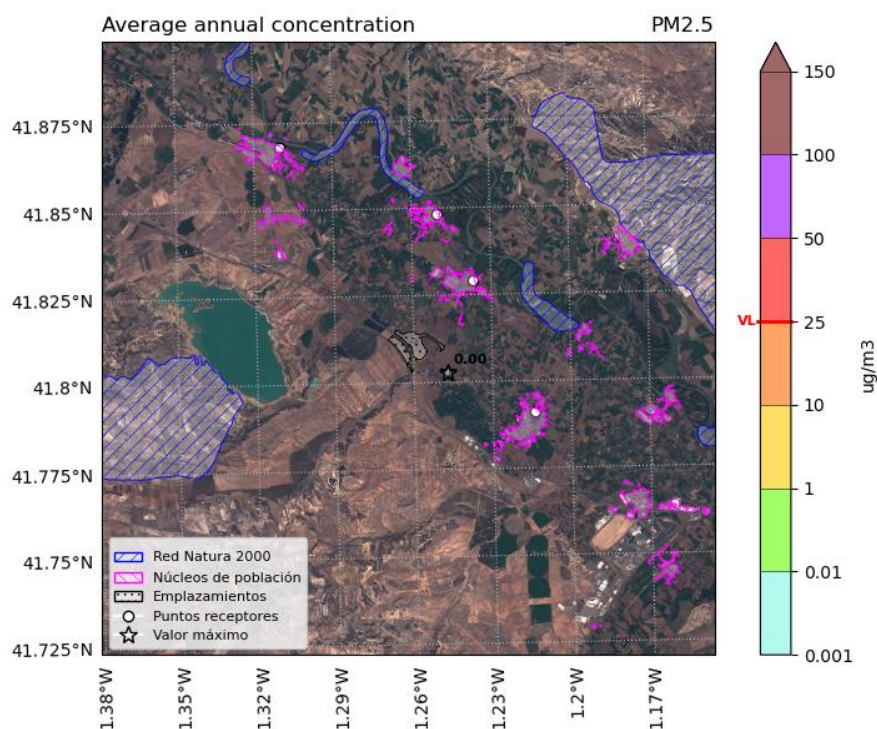 Average annual concentration PM2.5
41.875°N
41.85°N
41.825°N
41.8°N
41.775°N
41.75°N
41.725°N
0.00
Red Natura 2000
Núcleos de población
Emplazamientos
Puntos receptores
Valor máximo
1.38°W 1.35°W 1.32°W 1.29°W 1.26°W 1.23°W 1.2°W 1.17°W
150
100
50
VL 25
10
1
0.01
0.001
ug/m3